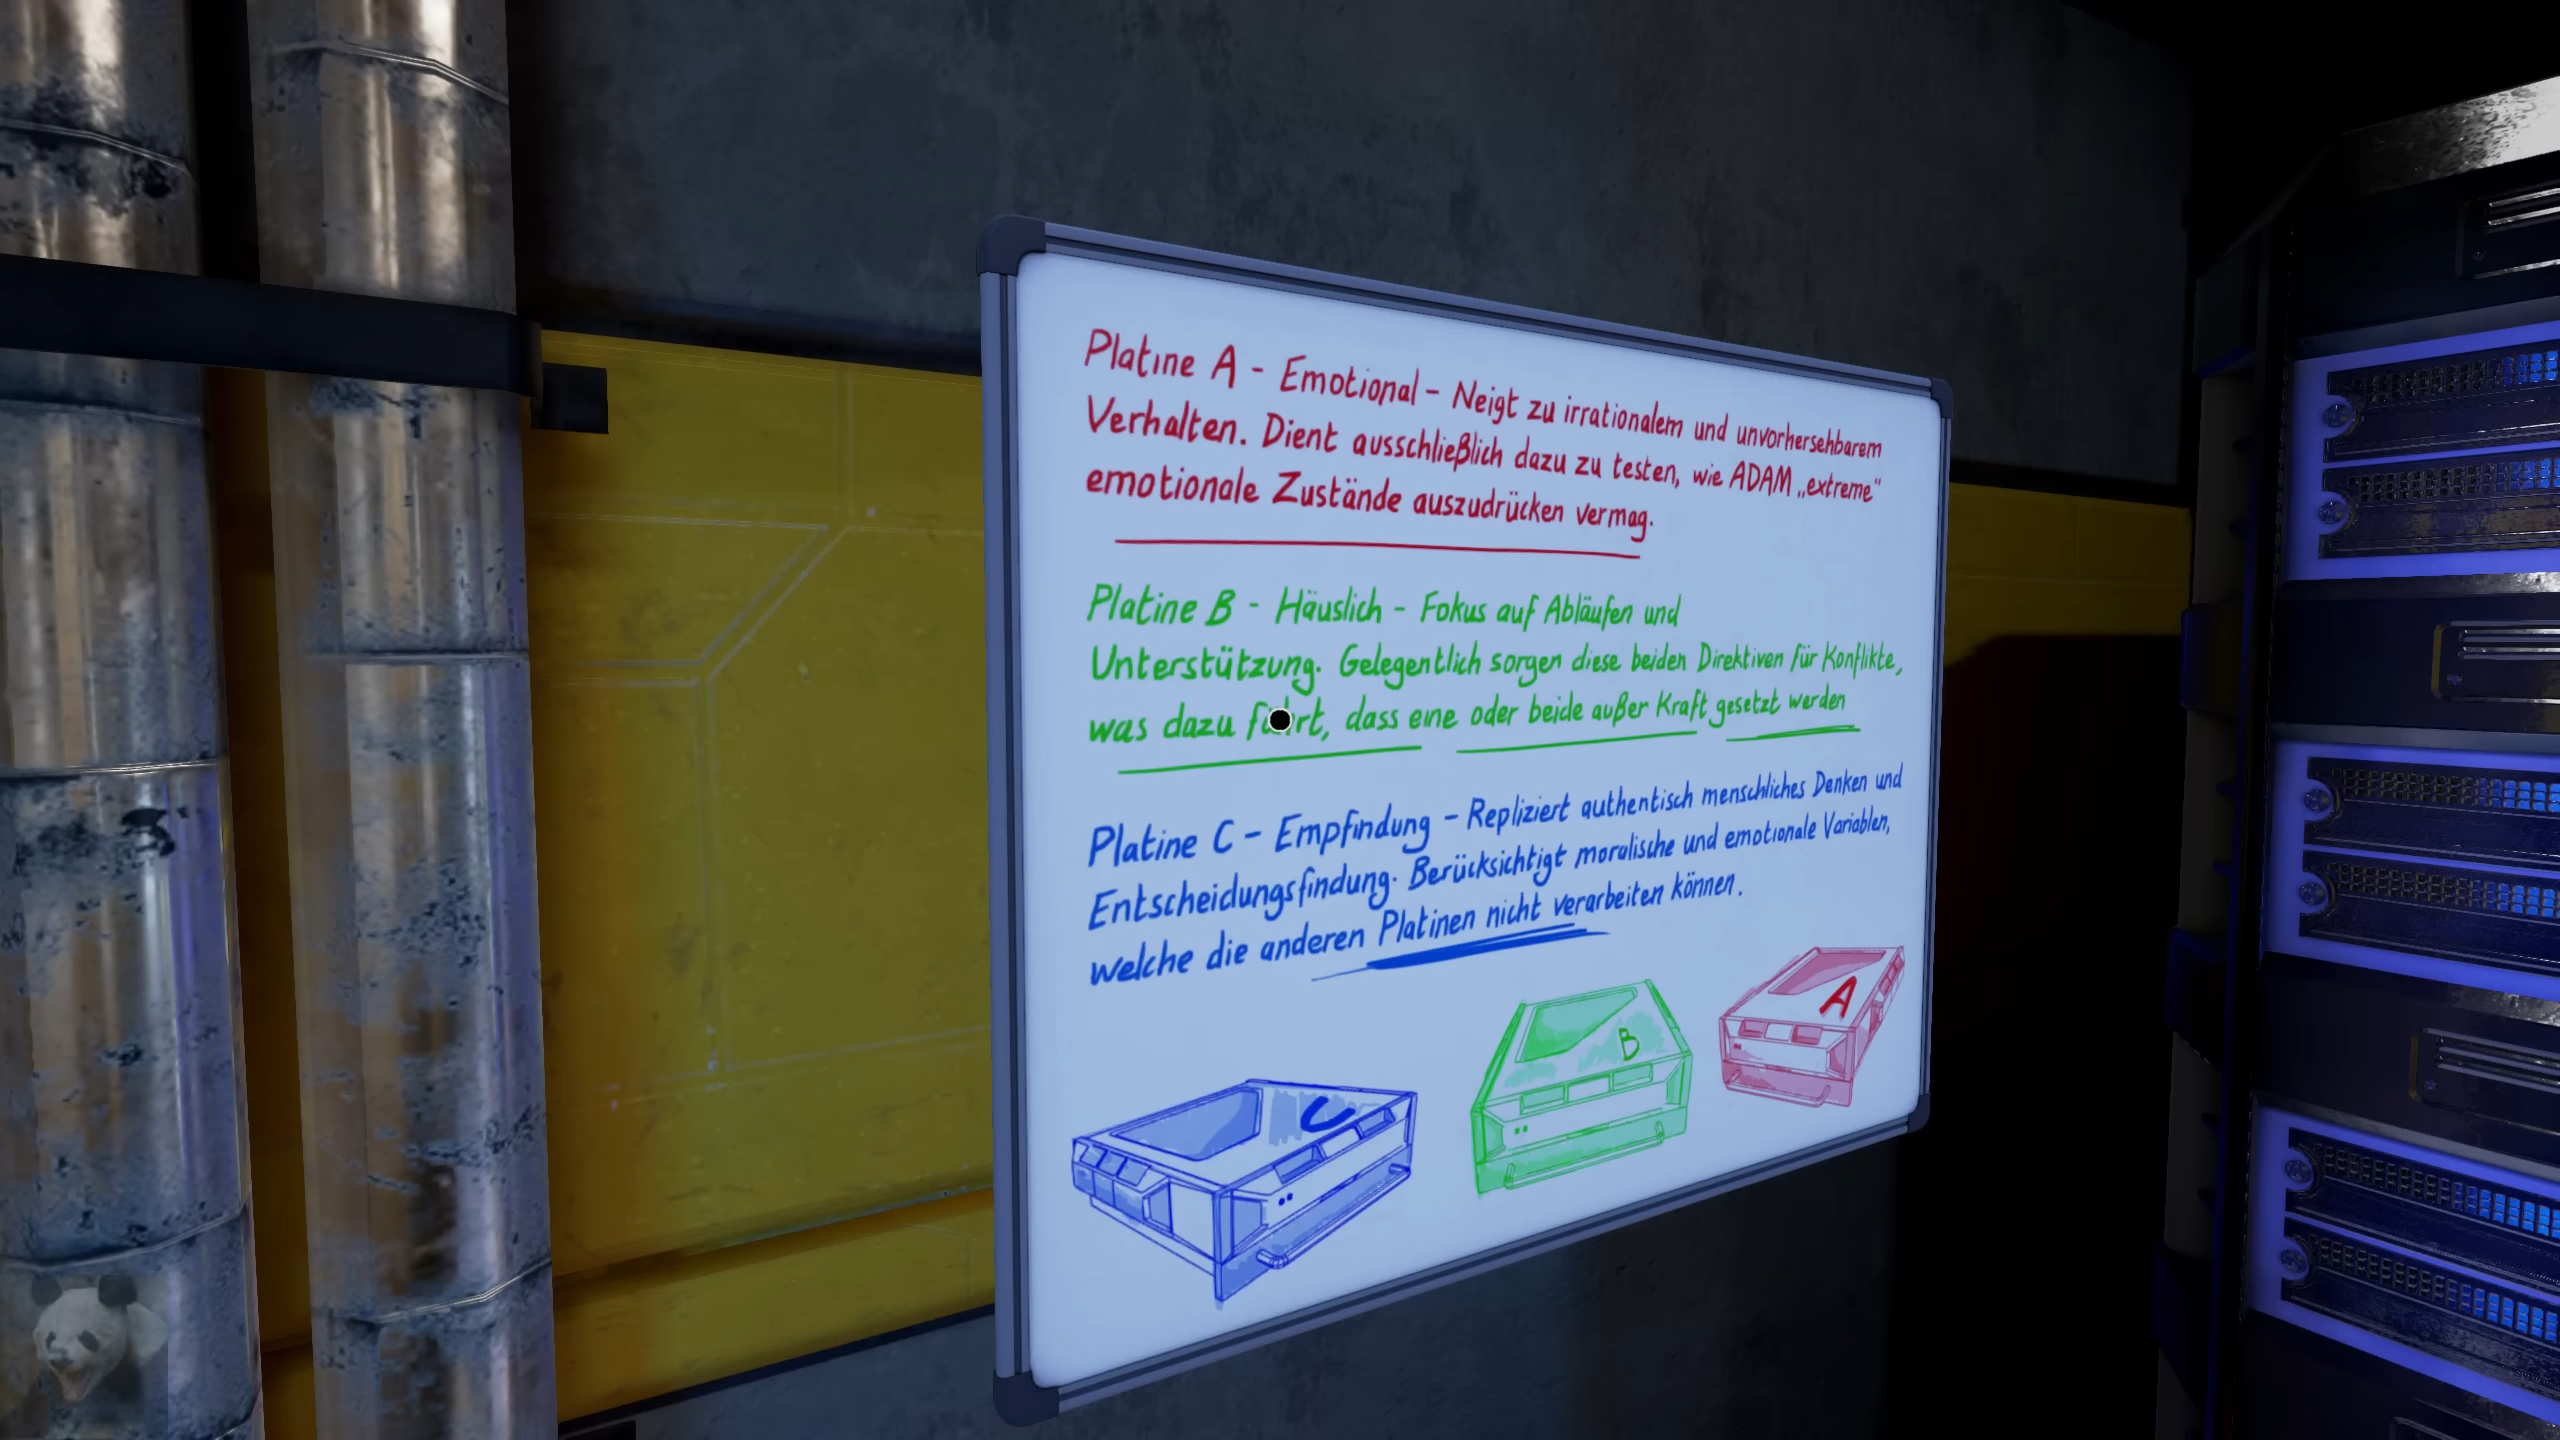 Platine A - Emotional - Neigt zu irrationalem und unvorhersehbarem
Verhalten. Dient ausschließlich dazu zu testen, wie ADAM „extreme“
emotionale Zustände auszudrücken vermag.
Platine B - Häuslich - Fokus auf Abläufen und
Unterstützung. Gelegentlich sorgen diese beiden Direktiven für Konflikte,
was dazu führt, dass eine oder beide außer Kraft gesetzt werden
Platine C - Empfindung - Repliziert authentisch menschliches Denken und
Entscheidungsfindung. Berücksichtigt moralische und emotionale Variablen,
welche die anderen Platinen nicht verarbeiten können.
A
B
C